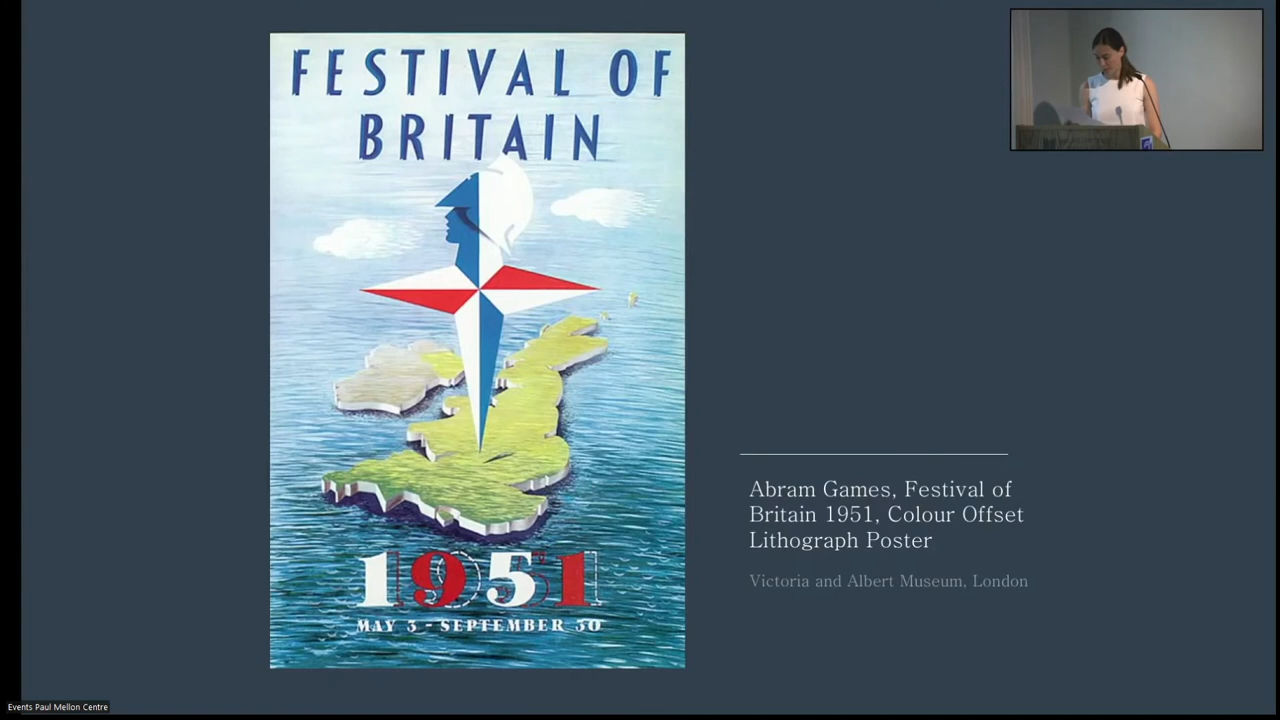 FESTIVAL OF
BRITAIN
1951
MAY 3 - SEPTEMBER 30
Abram Games, Festival of
Britain 1951, Colour Offset
Lithograph Poster
Victoria and Albert Museum, London
Events Paul Mellon Centre